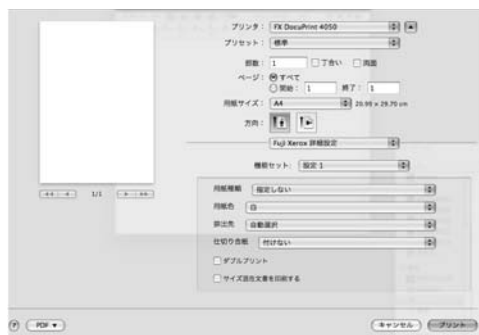 プリンタ： FX DocuPrint 4050
プリセット： 標準
部数： 1 丁合い 両面
ページ： すべて
開始： 1 終了： 1
用紙サイズ： A4 20.99 x 29.70 cm
方向：
Fuji Xerox 詳細設定
機能セット： 設定 1
用紙種類 指定しない
用紙色 白
排出先 自動選択
仕切り合紙 付けない
ダブルプリント
サイズ混在文書を印刷する
1/1
? PDF キャンセル プリント